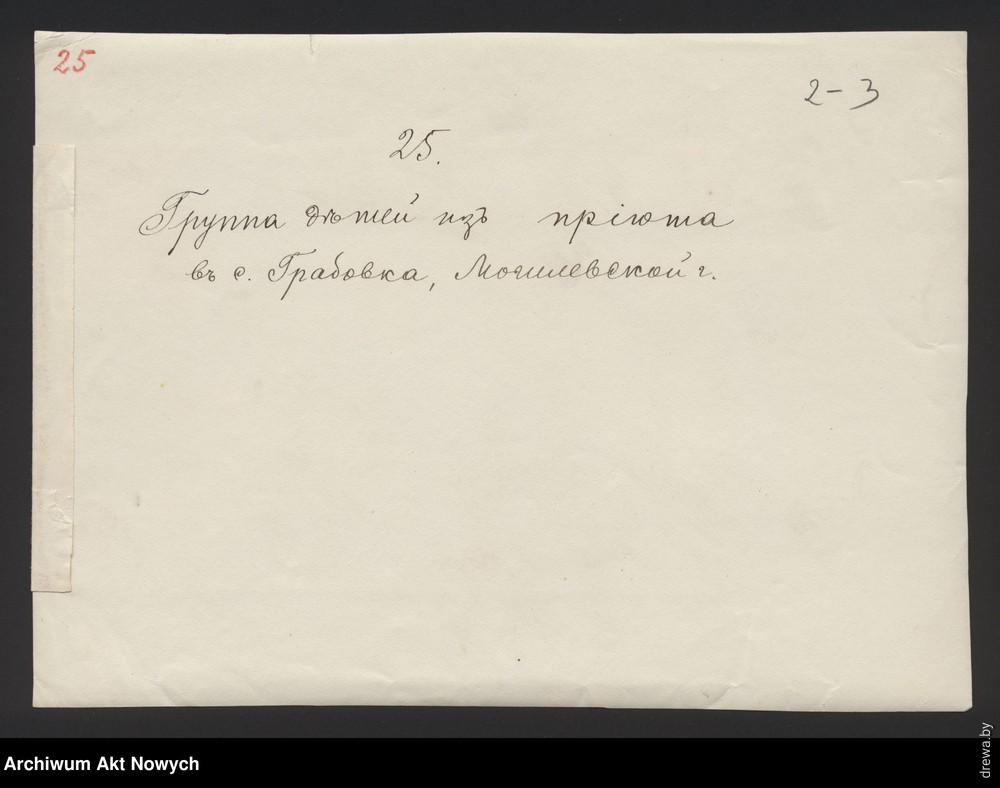 25
2-3
25.
Группа дѣтей изъ пріюта
въ с. Грабовка, Могилевской г.
Archiwum Akt Nowych
drewa.by